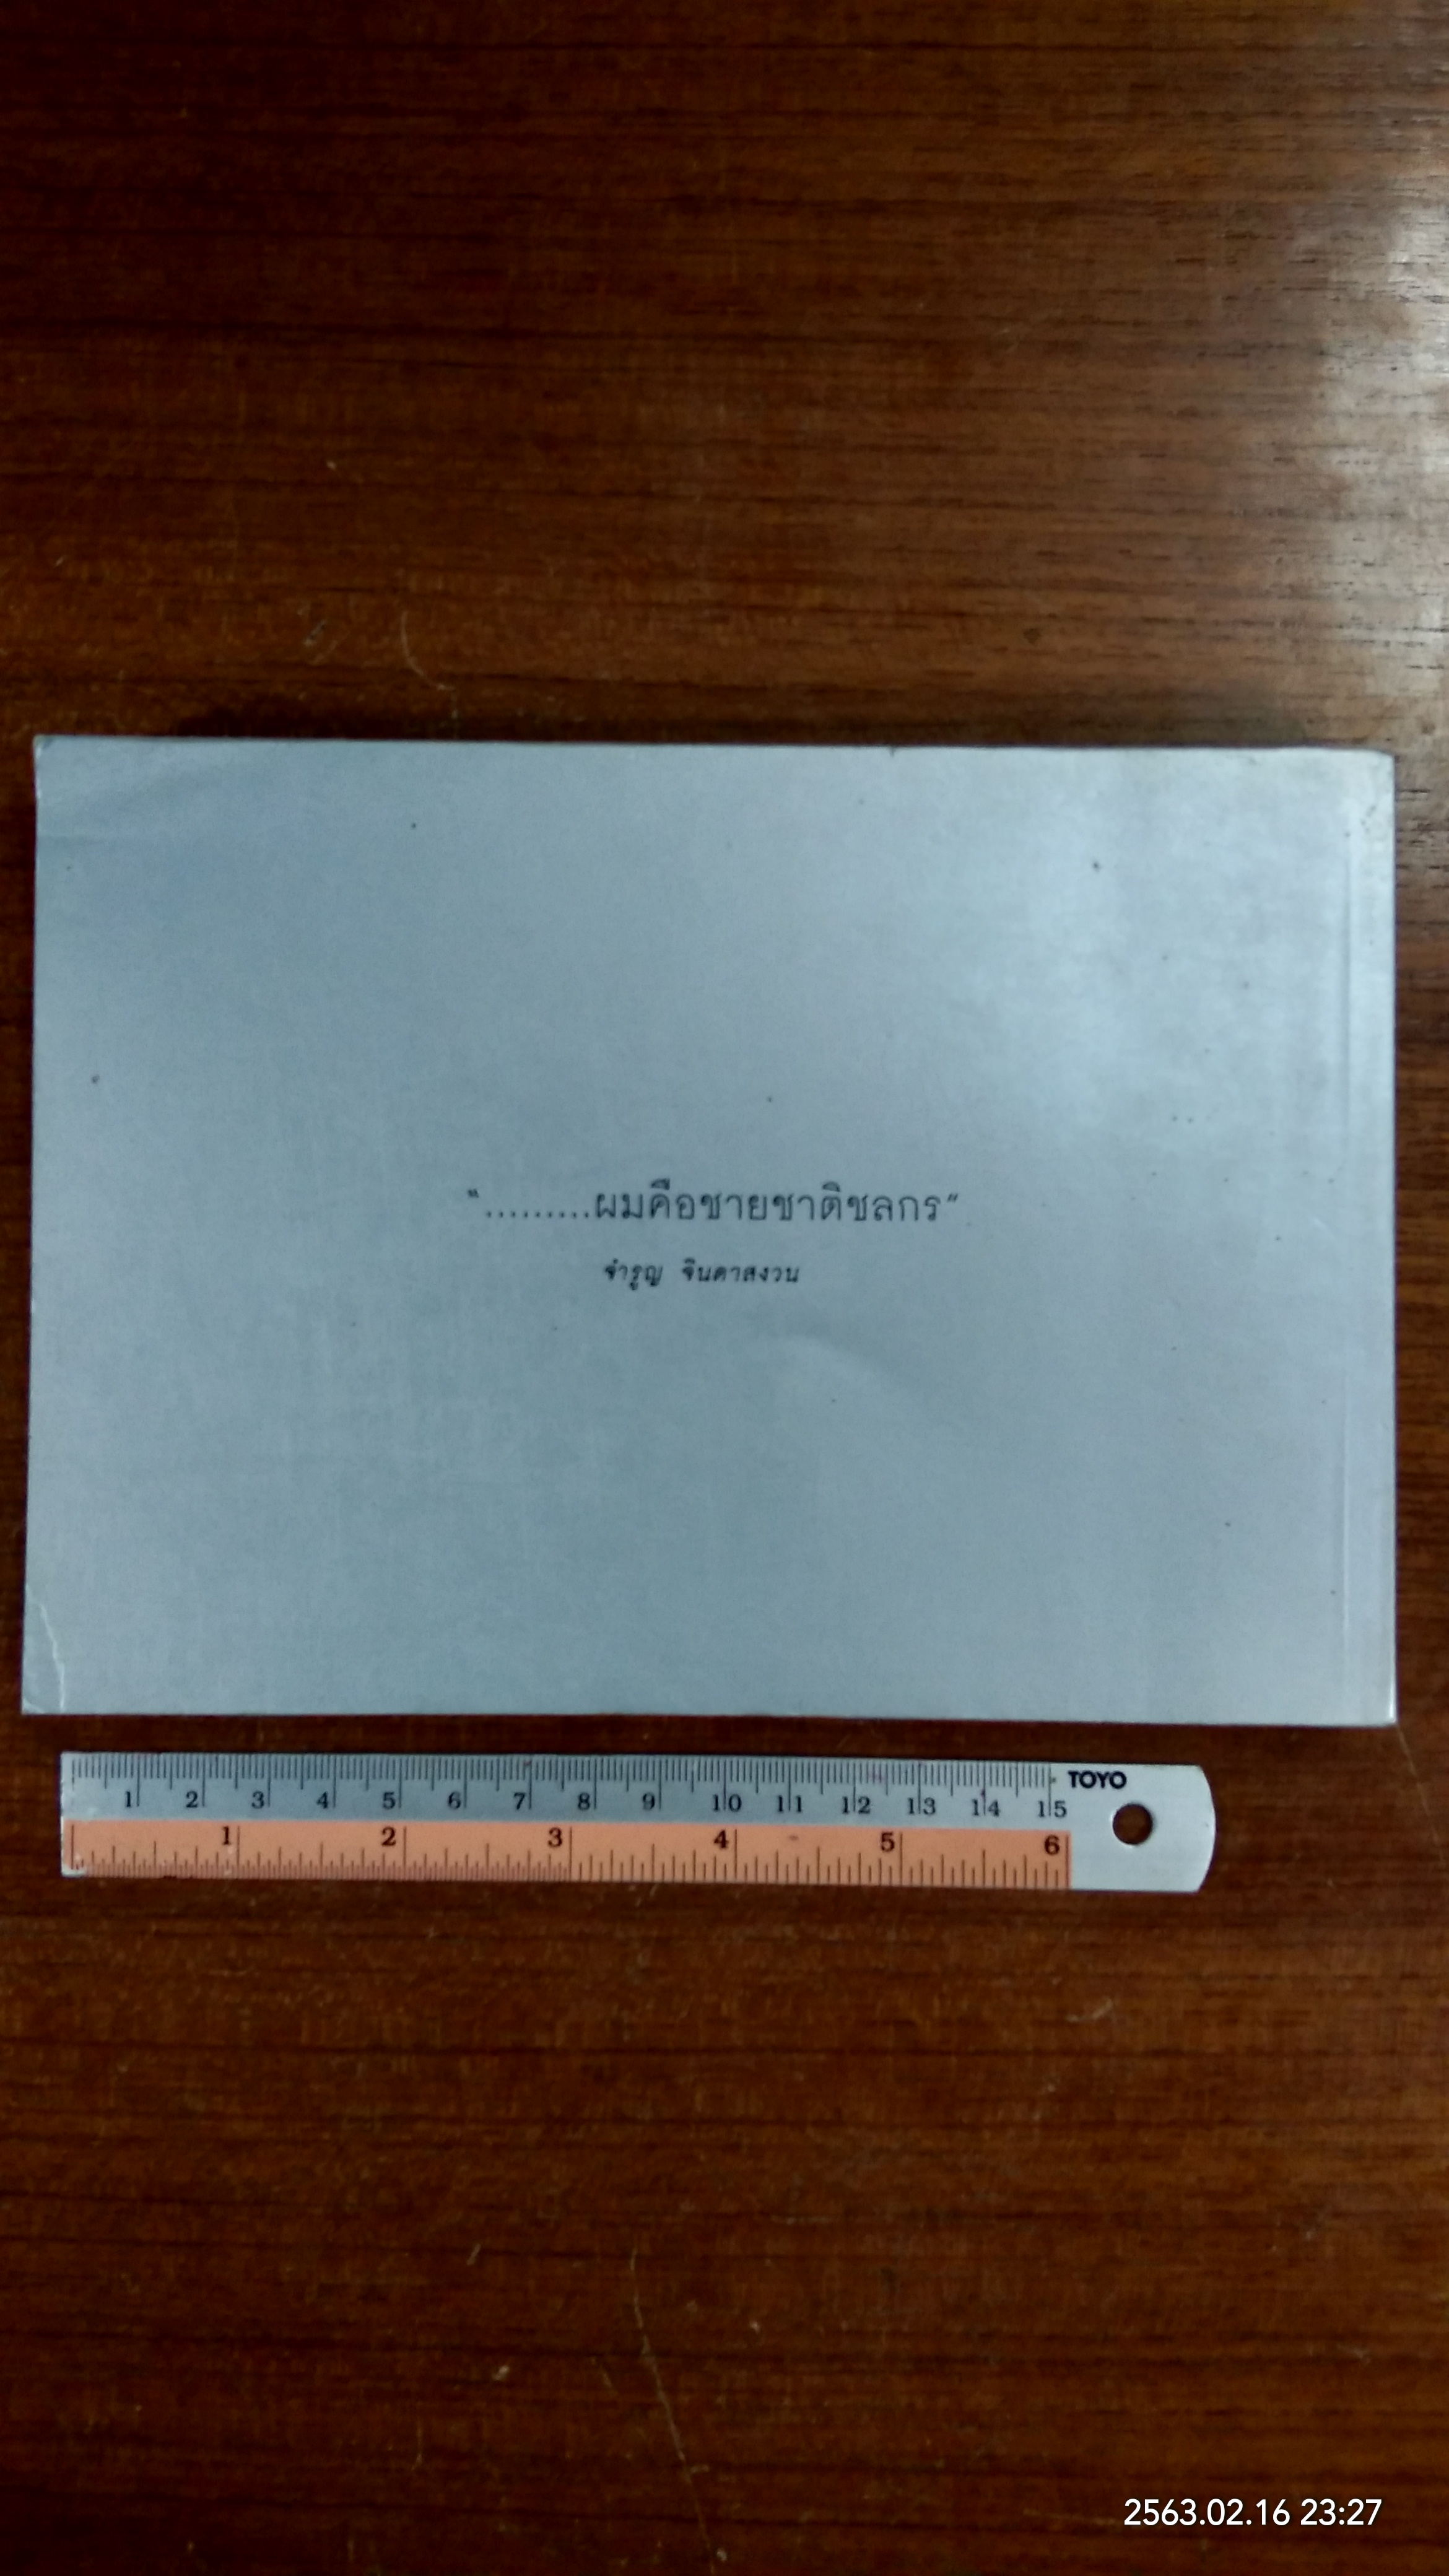 “.........ผมคือชายชาติชลกร”
จำรูญ จินดาสงวน
TOYO
1 2 3 4 5 6 7 8 9 10 11 12 13 14 15
1 2 3 4 5 6
2563.02.16 23:27